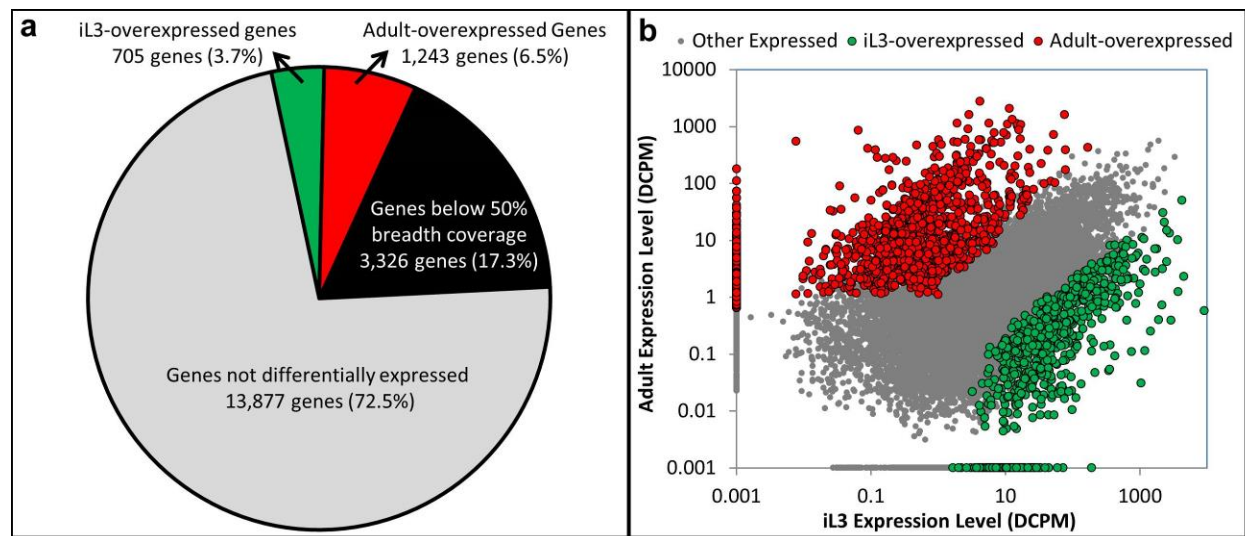 a
iL3-overexpressed genes
705 genes (3.7%)
Adult-overexpressed Genes
1,243 genes (6.5%)
Genes below 50%
breadth coverage
3,326 genes (17.3%)
Genes not differentially expressed
13,877 genes (72.5%)
b
Other Expressed
iL3-overexpressed
Adult-overexpressed
Adult Expression Level (DCPM)
10000
1000
100
10
1
0.1
0.01
0.001
0.001
0.1
10
1000
iL3 Expression Level (DCPM)